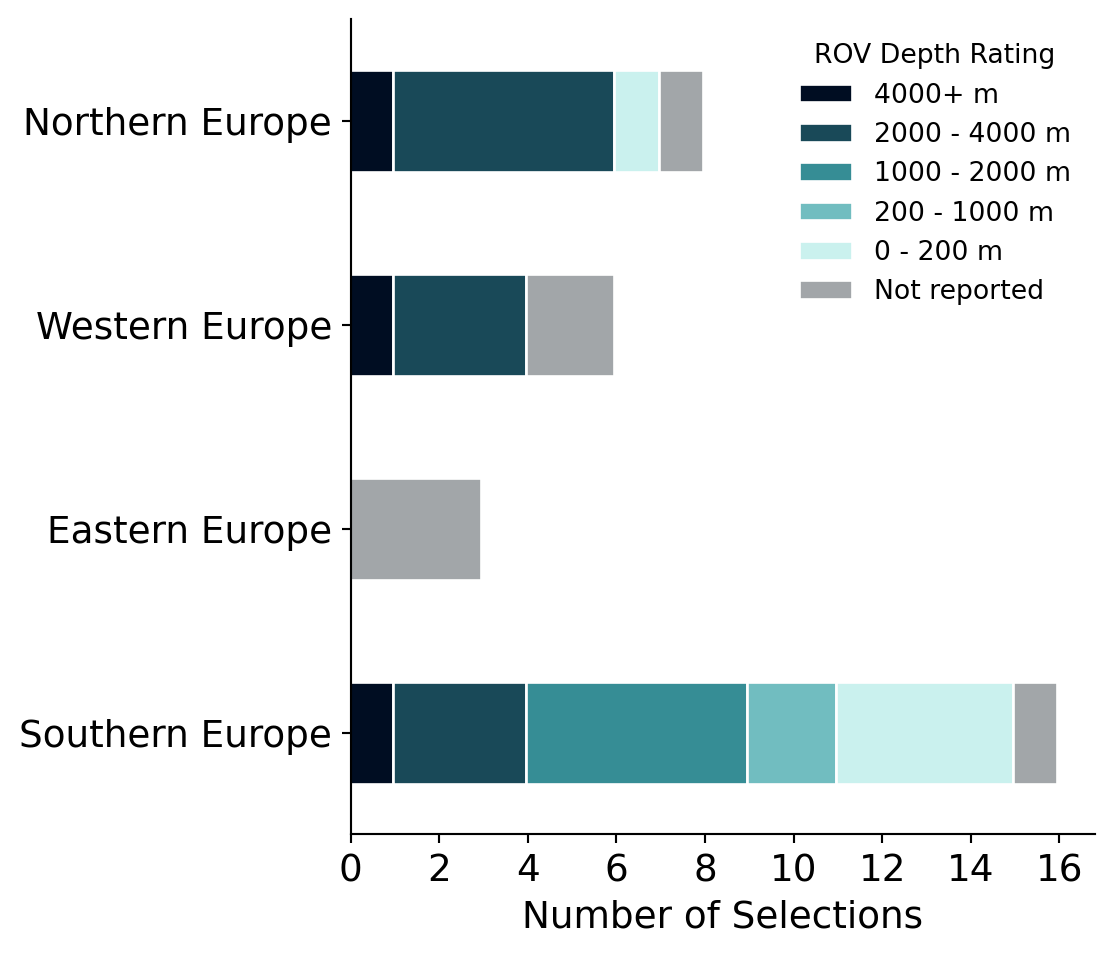 ROV Depth Rating
4000+ m
2000 - 4000 m
1000 - 2000 m
200 - 1000 m
0 - 200 m
Not reported
Northern Europe
Western Europe
Eastern Europe
Southern Europe
0 2 4 6 8 10 12 14 16
Number of Selections